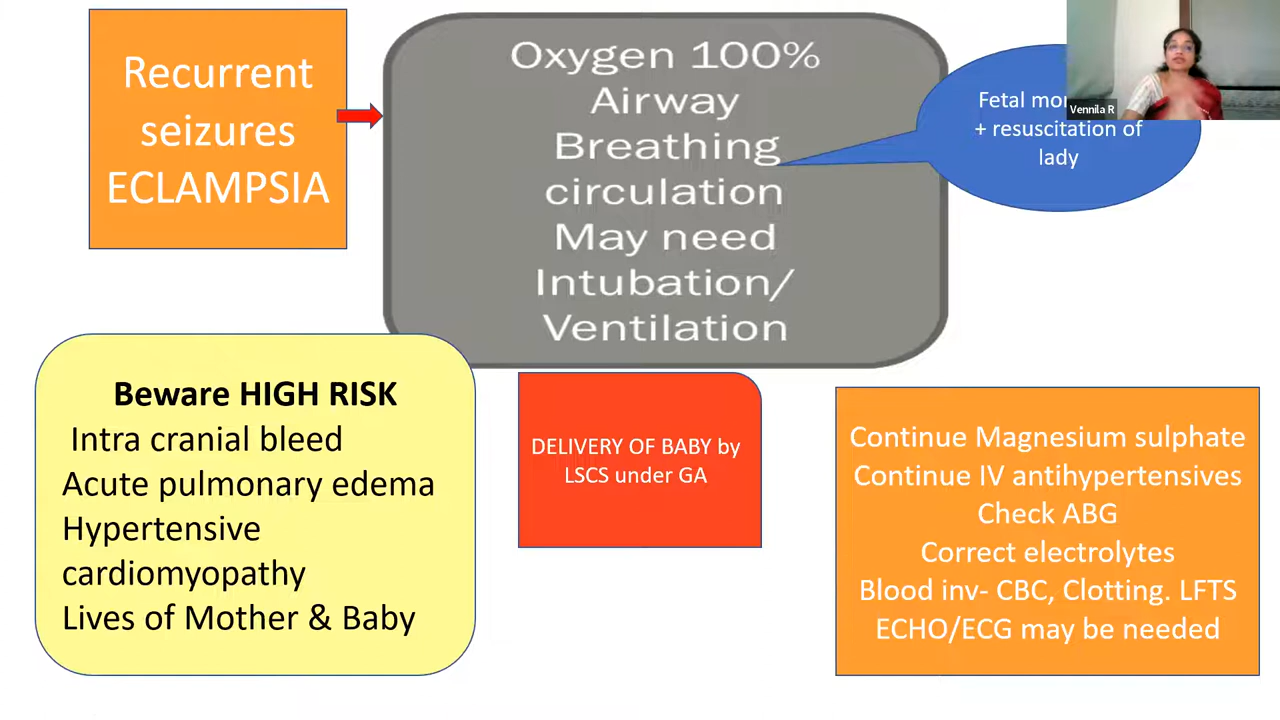 Recurrent
seizures
ECLAMPSIA
Oxygen 100%
Airway
Breathing
circulation
May need
Intubation/
Ventilation
Fetal
+ resuscitation of
lady
Vennila R
Beware HIGH RISK
Intra cranial bleed
Acute pulmonary edema
Hypertensive
cardiomyopathy
Lives of Mother & Baby
DELIVERY OF BABY by
LSCS under GA
Continue Magnesium sulphate
Continue IV antihypertensives
Check ABG
Correct electrolytes
Blood inv- CBC, Clotting. LFTS
ECHO/ECG may be needed